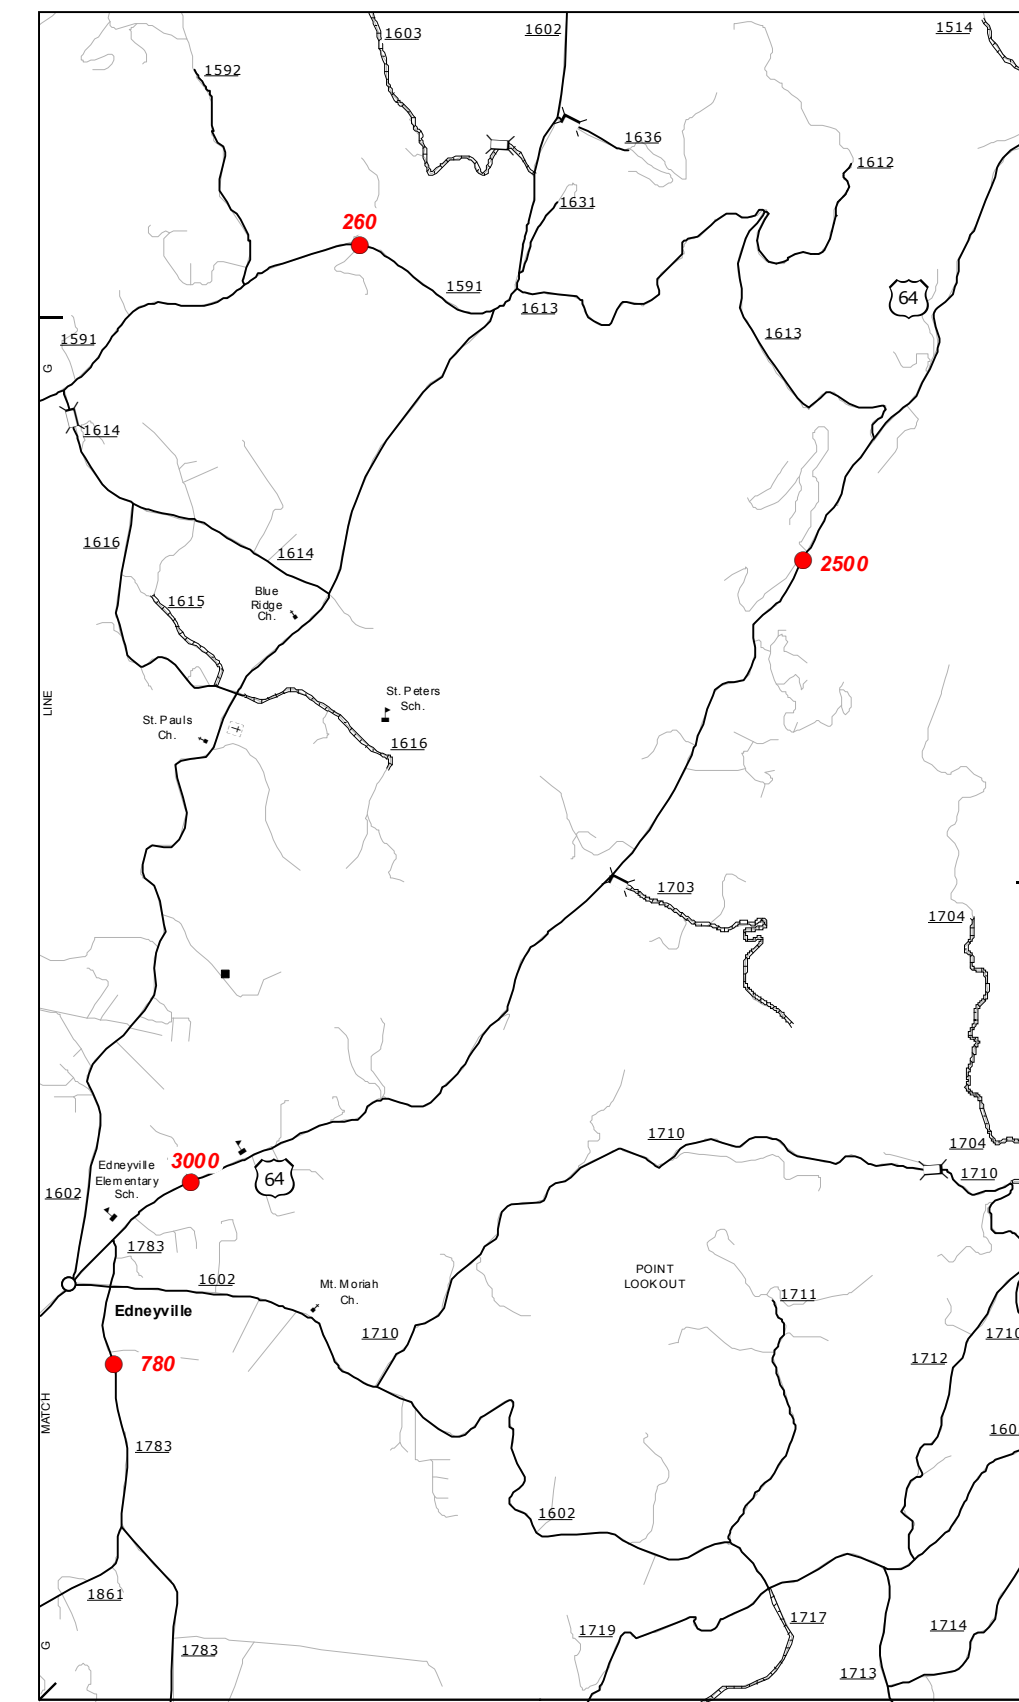 1603
1602
1514
1592
1636
1612
1631
260
64
1591
1613
1613
1591
G
1614
1616
1614
2500
Blue
Ridge
Ch.
1615
LINE
St. Peters
Sch.
St. Pauls
Ch.
1616
1703
1704
1710
1704
3000
1710
64
Edneyville
Elementary
Sch.
1602
1783
1602
Mt. Moriah
Ch.
POINT
LOOKOUT
1711
Edneyville
1710
1710
1712
780
MATCH
1783
160
1602
1861
1717
1719
1714
G
1783
1713